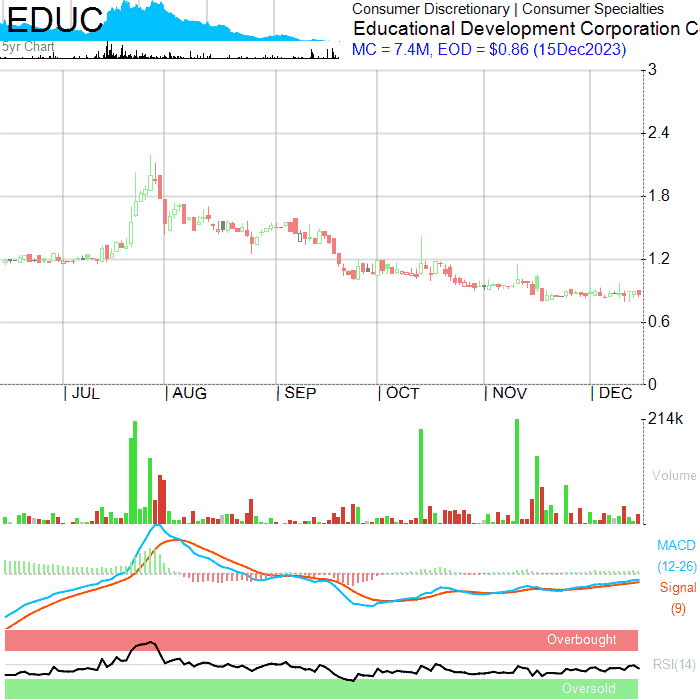 EDUC
5yr Chart
Consumer Discretionary | Consumer Specialties
Educational Development Corporation C
MC = 7.4M, EOD = $0.86 (15Dec2023)
3
2.4
1.8
1.2
0.6
0
| JUL | AUG | SEP | OCT | NOV | DEC
214k
Volume
MACD
(12-26)
Signal
(9)
Overbought
RSI(14)
Oversold